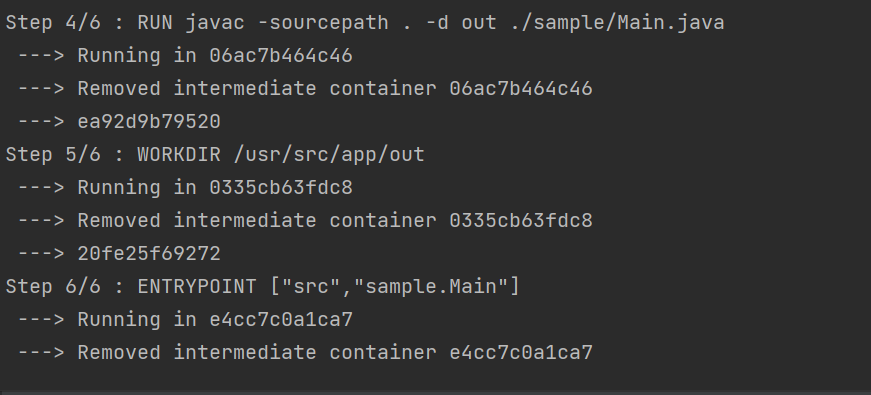 Step 4/6 : RUN javac -sourcepath . -d out ./sample/Main.java
 ---> Running in 06ac7b464c46
 ---> Removed intermediate container 06ac7b464c46
 ---> ea92d9b79520
Step 5/6 : WORKDIR /usr/src/app/out
 ---> Running in 0335cb63fdc8
 ---> Removed intermediate container 0335cb63fdc8
 ---> 20fe25f69272
Step 6/6 : ENTRYPOINT ["src","sample.Main"]
 ---> Running in e4cc7c0a1ca7
 ---> Removed intermediate container e4cc7c0a1ca7